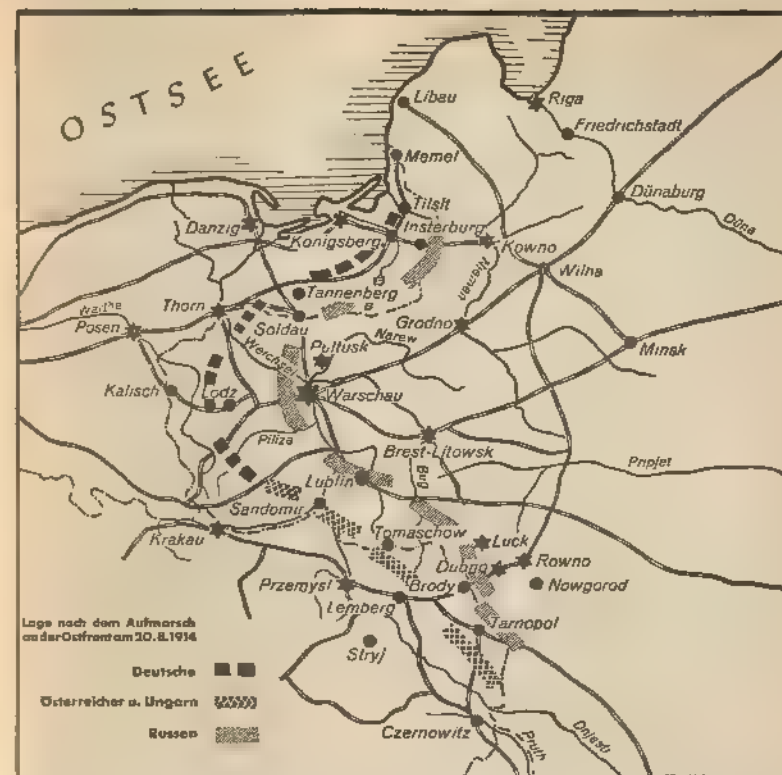 OSTSEE
Libau
Riga
Friedrichstadt
Memel
Tilsit
Dünaburg
Düna
Danzig
Königsberg
Insterburg
Kowno
Wilna
Niemen
Tannenberg
Thorn
Warthe
Posen
Soldau
Grodno
Minsk
Narew
Pultusk
Weichsel
Kalisch
Lodz
Warschau
Piliza
Brest-Litowsk
Bug
Pripjet
Lublin
Sandomir
Krakau
Tomaschow
Luck
Rowno
Dubno
Nowgorod
Przemysl
Brody
Lemberg
Tarnopol
Stryj
Czernowitz
Pruth
Dnjestr
Lage nach dem Aufmarsch
an der Ostfront am 20.8.1914
Deutsche
Österreicher u. Ungarn
Russen